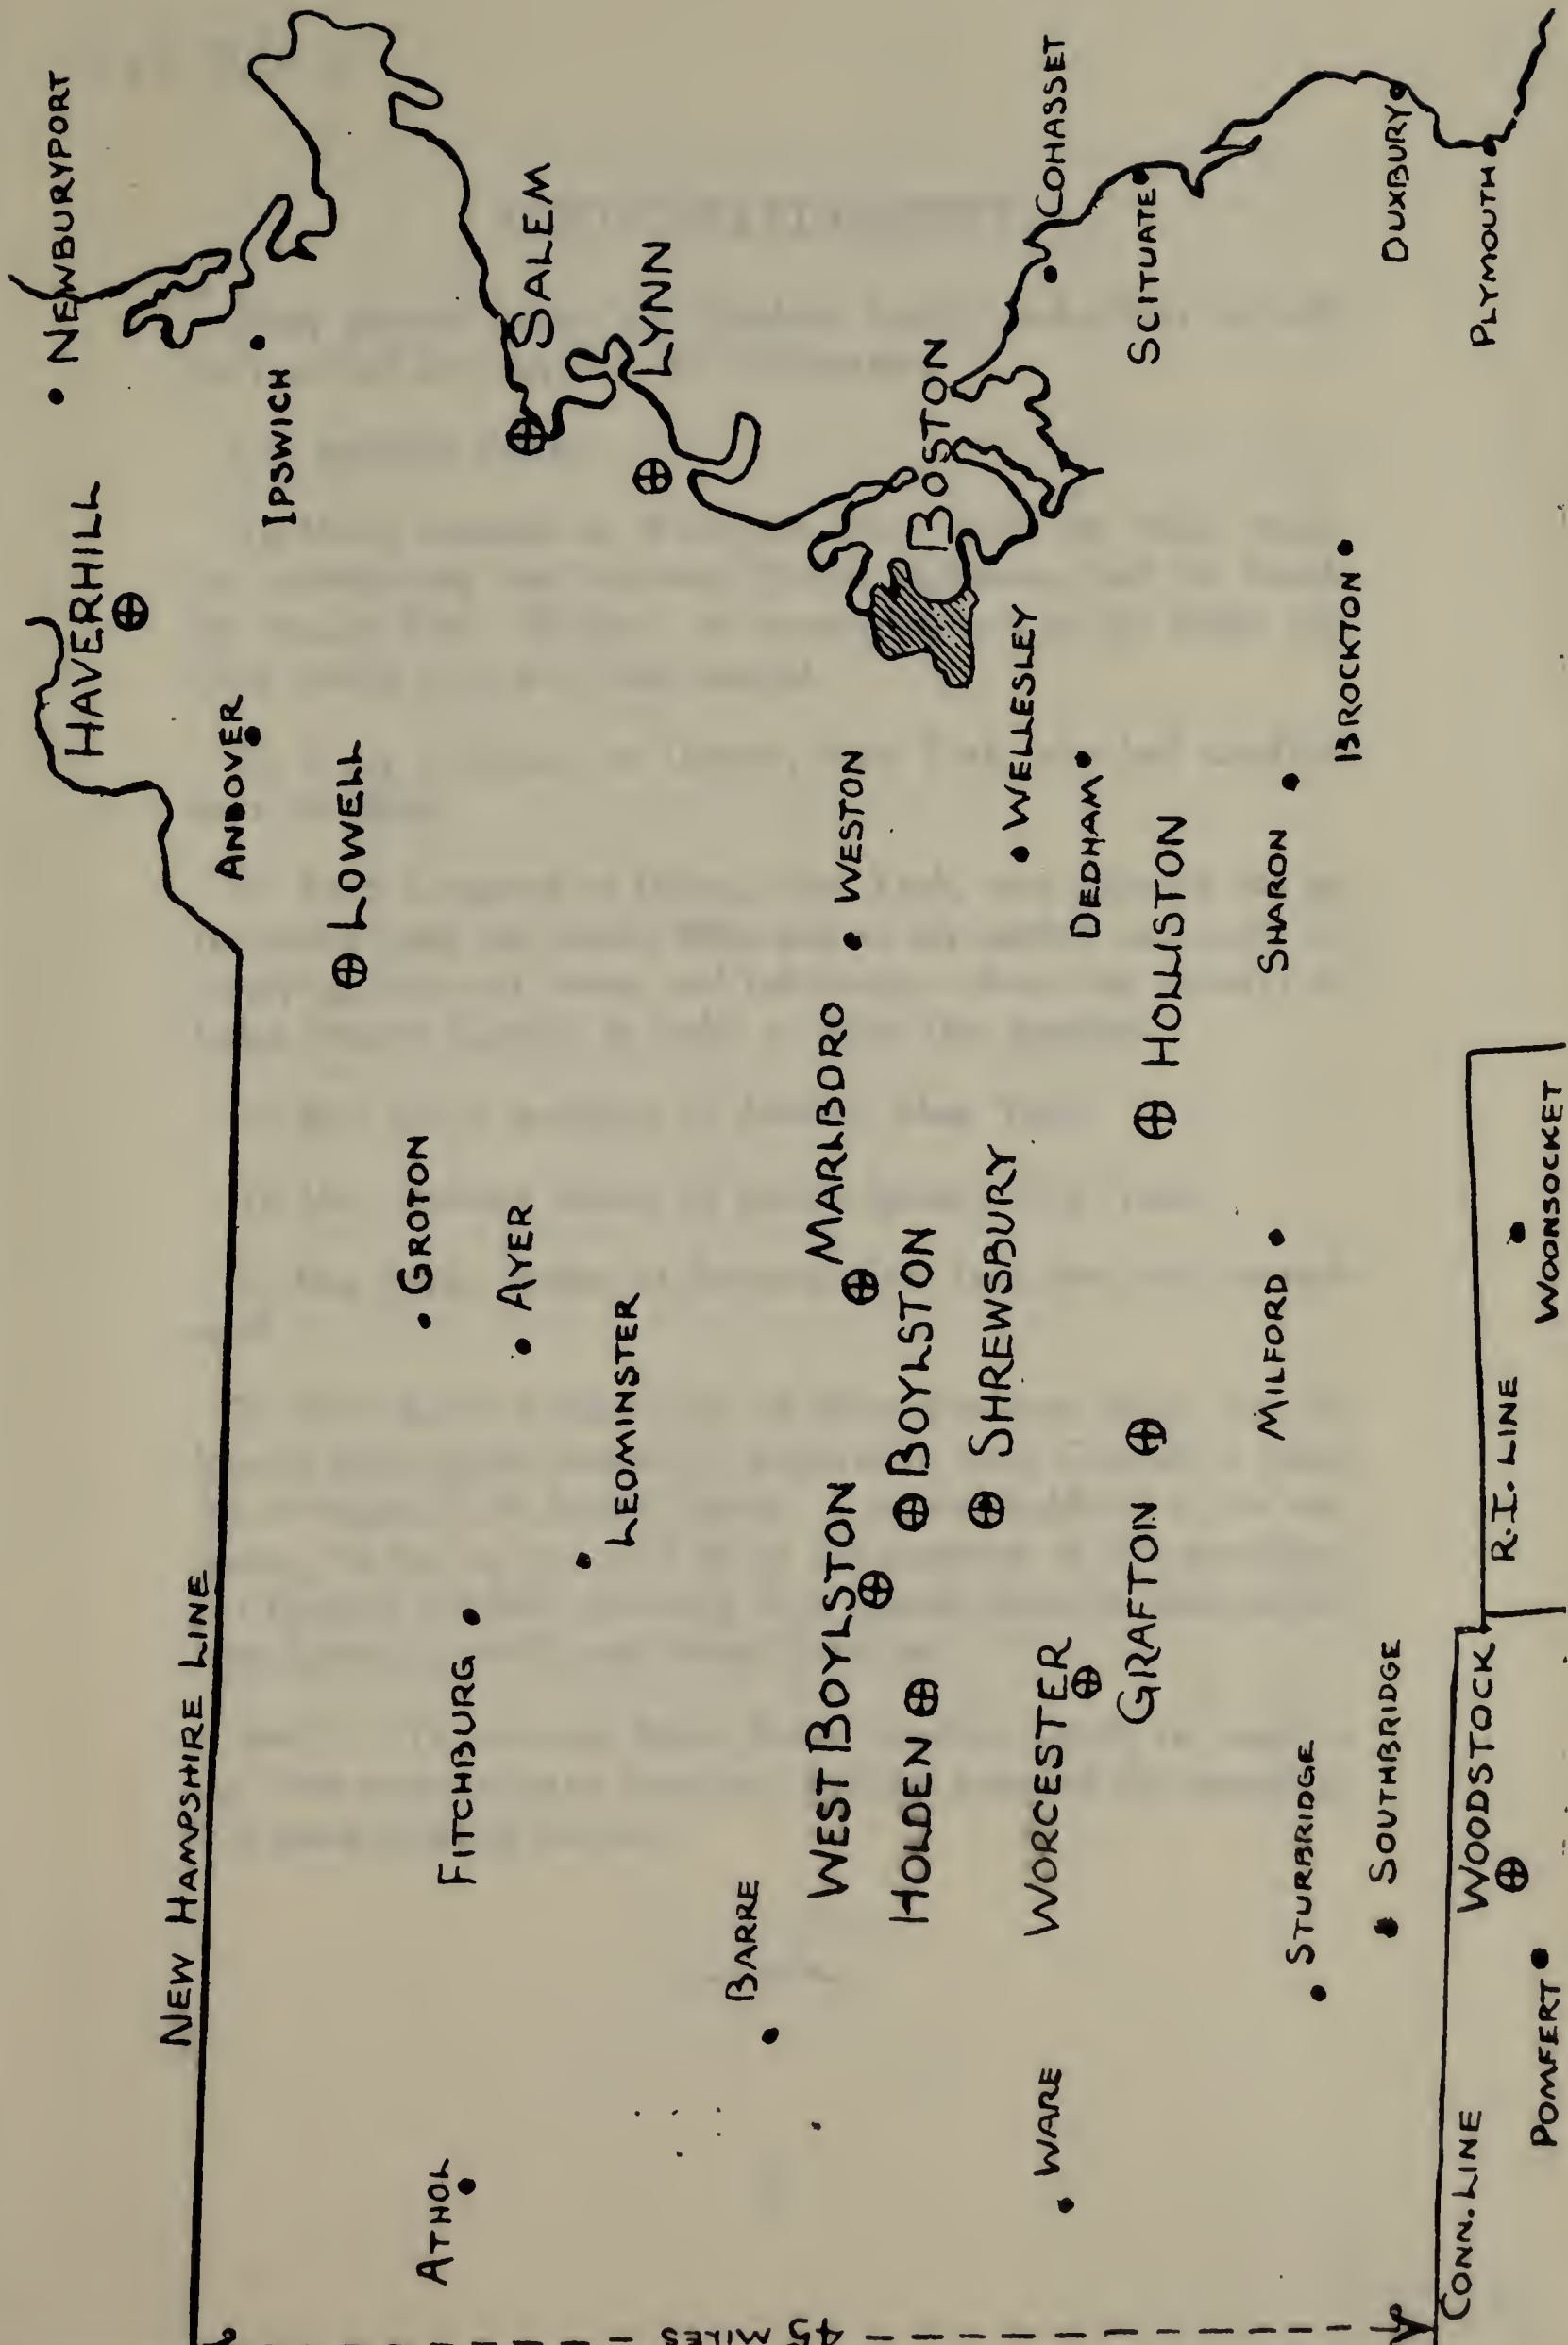 NEWBURYPORT
HAVERHILL
IPSWICH
ANDOVER
SALEM
LOWELL
LYNN
NEW HAMPSHIRE LINE
GROTON
AYER
FITCHBURG
LEOMINSTER
ATHOL
BARRE
BOSTON
WESTON
MARLBORO
WEST BOYLSTON
BOYLSTON
HOLDEN
SHREWSBURY
COHASSET
WELLESLEY
DEDHAM
WORCESTER
WARE
SCITUATE
HOLLISTON
GRAFTON
SHARON
MILFORD
STURBRIDGE
BROCKTON
DUXBURY
SOUTHBRIDGE
PLYMOUTH
R.I. LINE
WOODSTOCK
CONN. LINE
WOONSOCKET
POMFERT
45
MILES